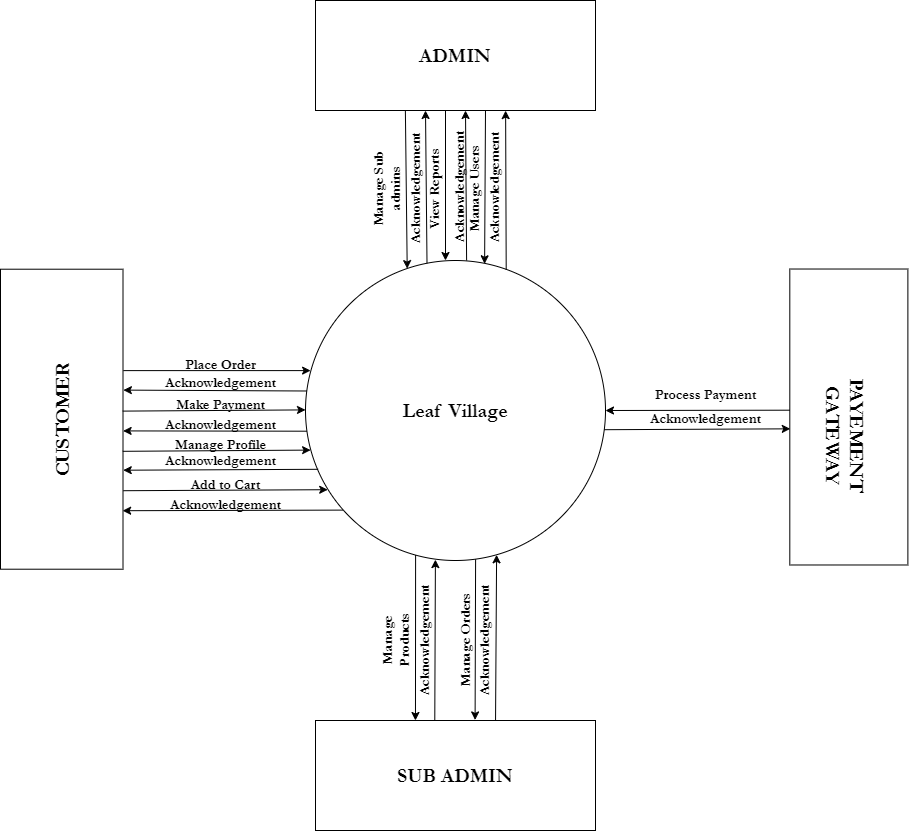 ADMIN
Manage Sub
admins
Acknowledgement
View Reports
Acknowledgement
Manage Users
Acknowledgement
CUSTOMER
Place Order
Acknowledgement
Make Payment
Acknowledgement
Manage Profile
Acknowledgement
Add to Cart
Acknowledgement
Leaf Village
Process Payment
Acknowledgement
PAYEMENT
GATEWAY
Manage
Products
Acknowledgement
Manage Orders
Acknowledgement
SUB ADMIN